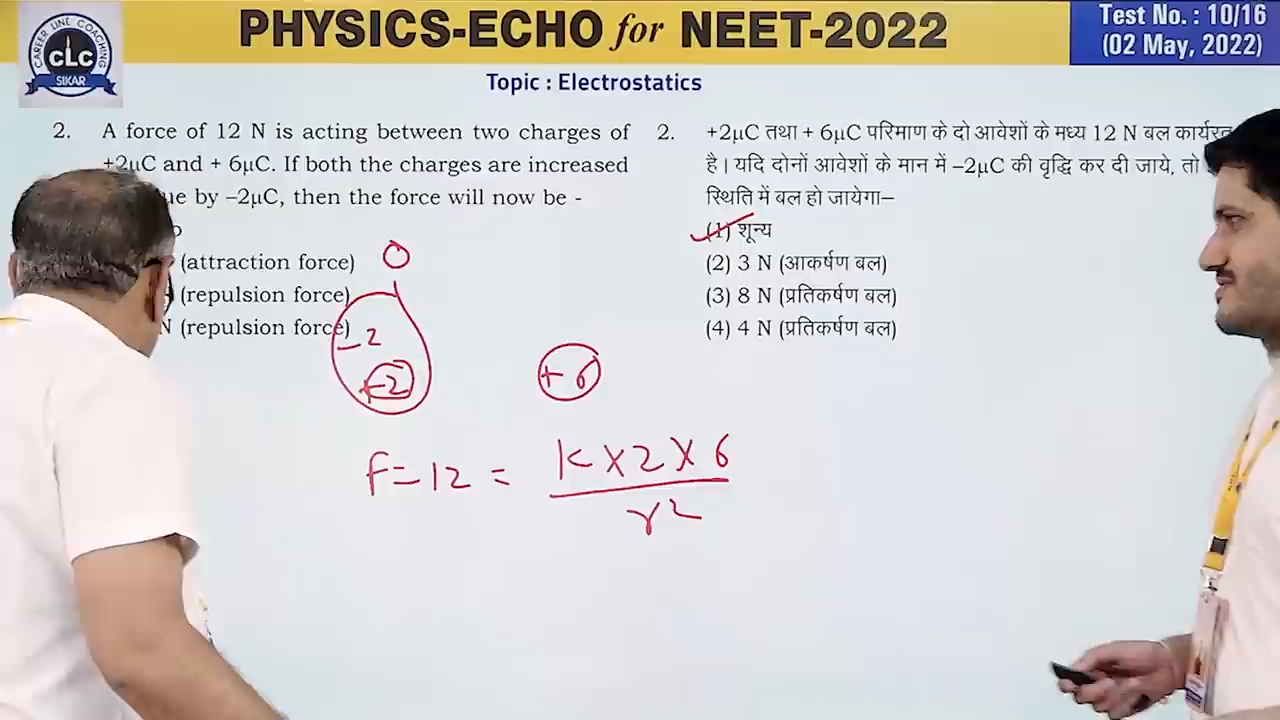 PHYSICS-ECHO for NEET-2022
Test No. : 10/16
(02 May, 2022)
CAREER LINE COACHING
CLC
SIKAR
Topic : Electrostatics
2. A force of 12 N is acting between two charges of
+2μC and + 6μC. If both the charges are increased
by –2μC, then the force will now be -
(attraction force)
(repulsion force)
N (repulsion force)
2. +2μC तथा + 6μC परिमाण के दो आवेशों के मध्य 12 N बल कार्यरत
है। यदि दोनों आवेशों के मान में –2μC की वृद्धि कर दी जाये, तो
स्थिति में बल हो जायेगा–
(1) शून्य
(2) 3 N (आकर्षण बल)
(3) 8 N (प्रतिकर्षण बल)
(4) 4 N (प्रतिकर्षण बल)
0
-2
+2
+6
F=12 = K×2×6
r2